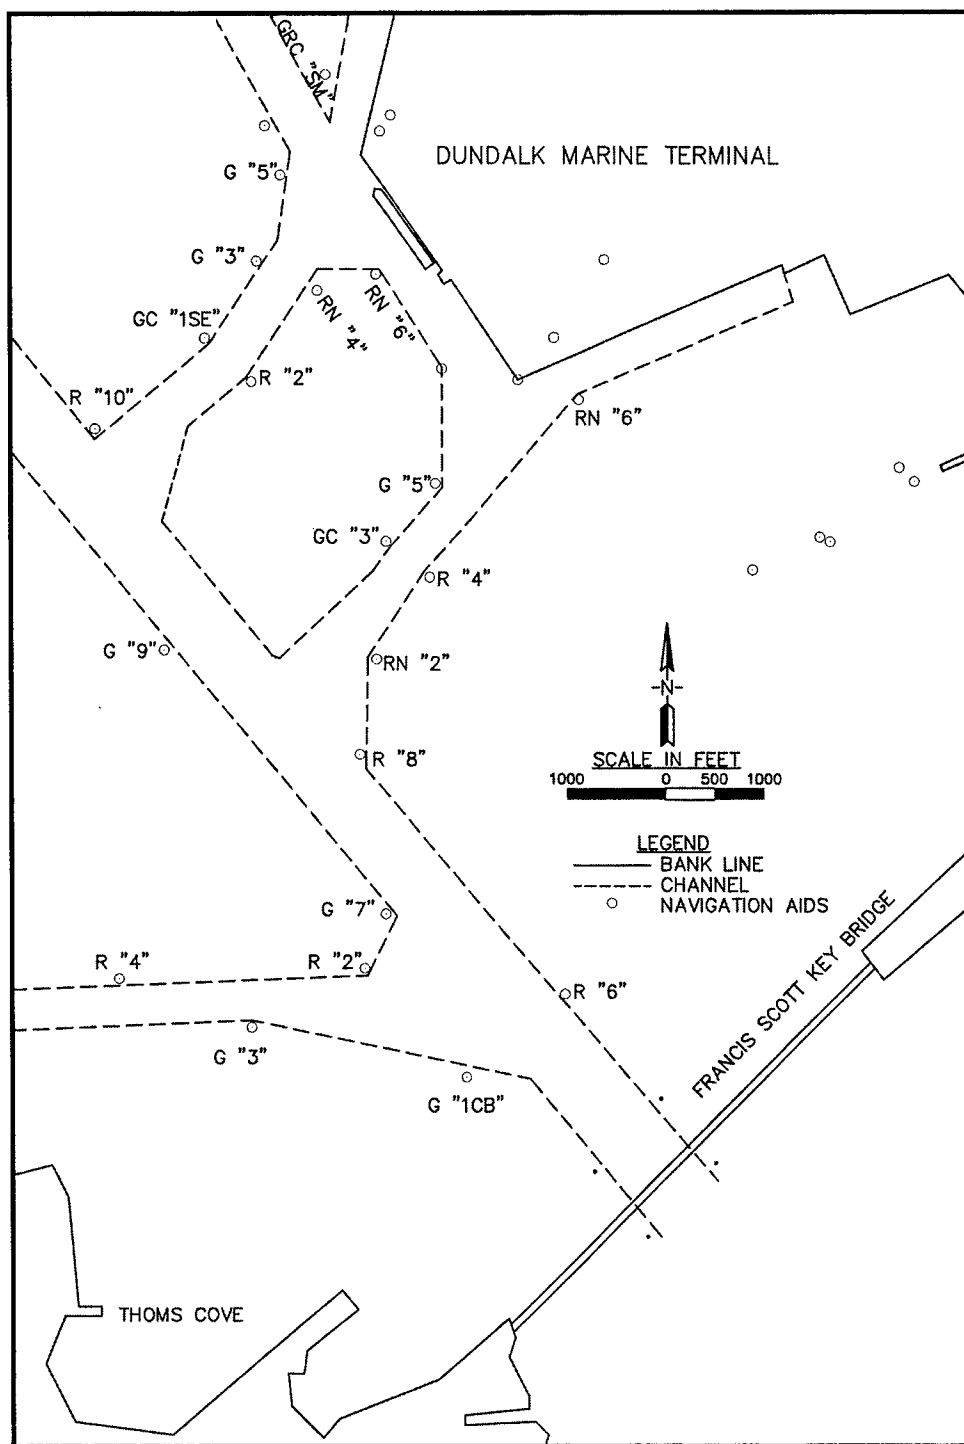 GRC "SM"
DUNDALK MARINE TERMINAL
G "5"
G "3"
RN "4"
RN "6"
GC "1SE"
R "2"
R "10"
RN "6"
G "5"
GC "3"
R "4"
G "9"
RN "2"
-N-
R "8"
SCALE IN FEET
1000 0 500 1000
LEGEND
BANK LINE
CHANNEL
NAVIGATION AIDS
G "7"
R "4"
R "2"
R "6"
FRANCIS SCOTT KEY BRIDGE
G "3"
G "1CB"
THOMS COVE